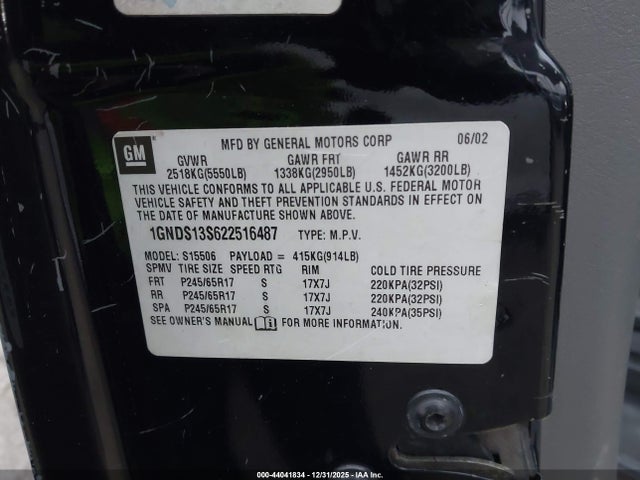 GM
MFD BY GENERAL MOTORS CORP 06/02
GVWR GAWR FRT GAWR RR
2518KG(5550LB) 1338KG(2950LB) 1452KG(3200LB)
THIS VEHICLE CONFORMS TO ALL APPLICABLE U.S. FEDERAL MOTOR
VEHICLE SAFETY AND THEFT PREVENTION STANDARDS IN EFFECT ON
THE DATE OF MANUFACTURE SHOWN ABOVE.
1GNDS13S622516487 TYPE: M.P.V.
MODEL: S15506 PAYLOAD = 415KG(914LB)
SPMV TIRE SIZE SPEED RTG RIM COLD TIRE PRESSURE
FRT P245/65R17 S 17X7J 220KPA(32PSI)
RR P245/65R17 S 17X7J 220KPA(32PSI)
SPA P245/65R17 S 17X7J 240KPA(35PSI)
SEE OWNER'S MANUAL FOR MORE INFORMATION.
000-44041834 - 12/31/2025 - IAA Inc.